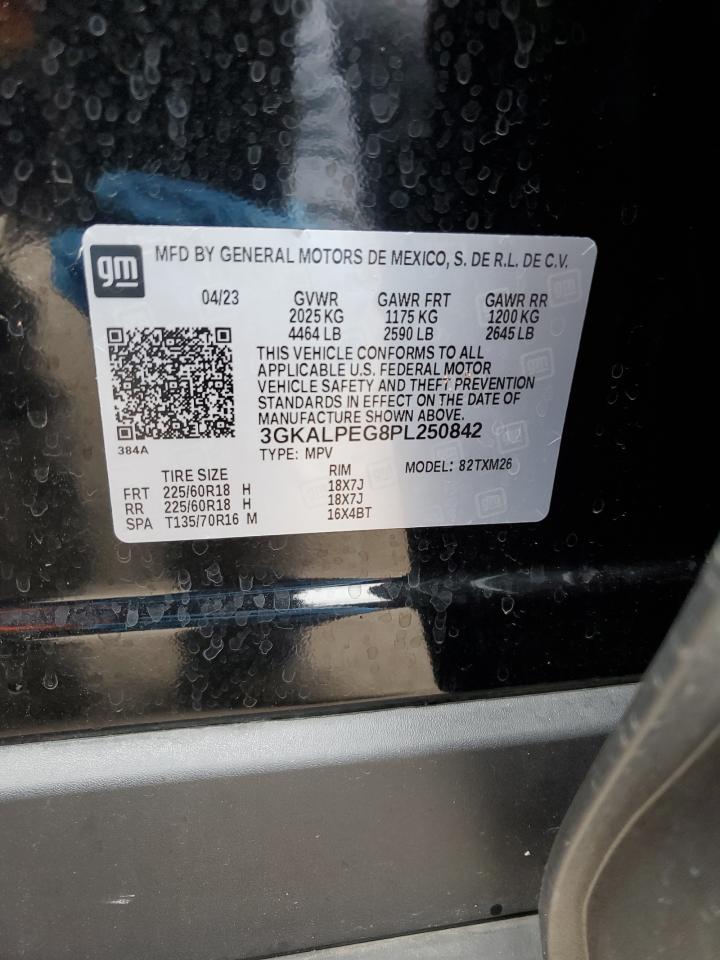 gm
MFD BY GENERAL MOTORS DE MEXICO, S. DE R.L. DE C.V.
04/23 GVWR GAWR FRT GAWR RR
2025 KG 1175 KG 1200 KG
4464 LB 2590 LB 2645 LB
THIS VEHICLE CONFORMS TO ALL
APPLICABLE U.S. FEDERAL MOTOR
VEHICLE SAFETY AND THEFT PREVENTION
STANDARDS IN EFFECT ON THE DATE OF
MANUFACTURE SHOWN ABOVE.
3GKALPEG8PL250842
384A
TYPE: MPV MODEL: 82TXM26
TIRE SIZE RIM
FRT 225/60R18 H 18X7J
RR 225/60R18 H 18X7J
SPA T135/70R16 M 16X4BT